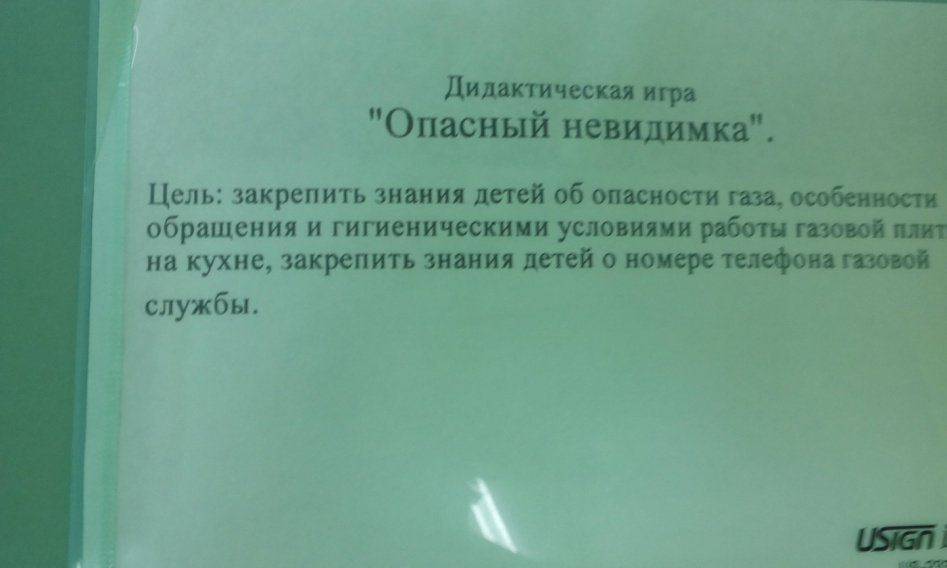 Дидактическая игра
"Опасный невидимка".
Цель: закрепить знания детей об опасности газа, особенности
обращения и гигиеническими условиями работы газовой плит
на кухне, закрепить знания детей о номере телефона газовой
службы.
USIGN